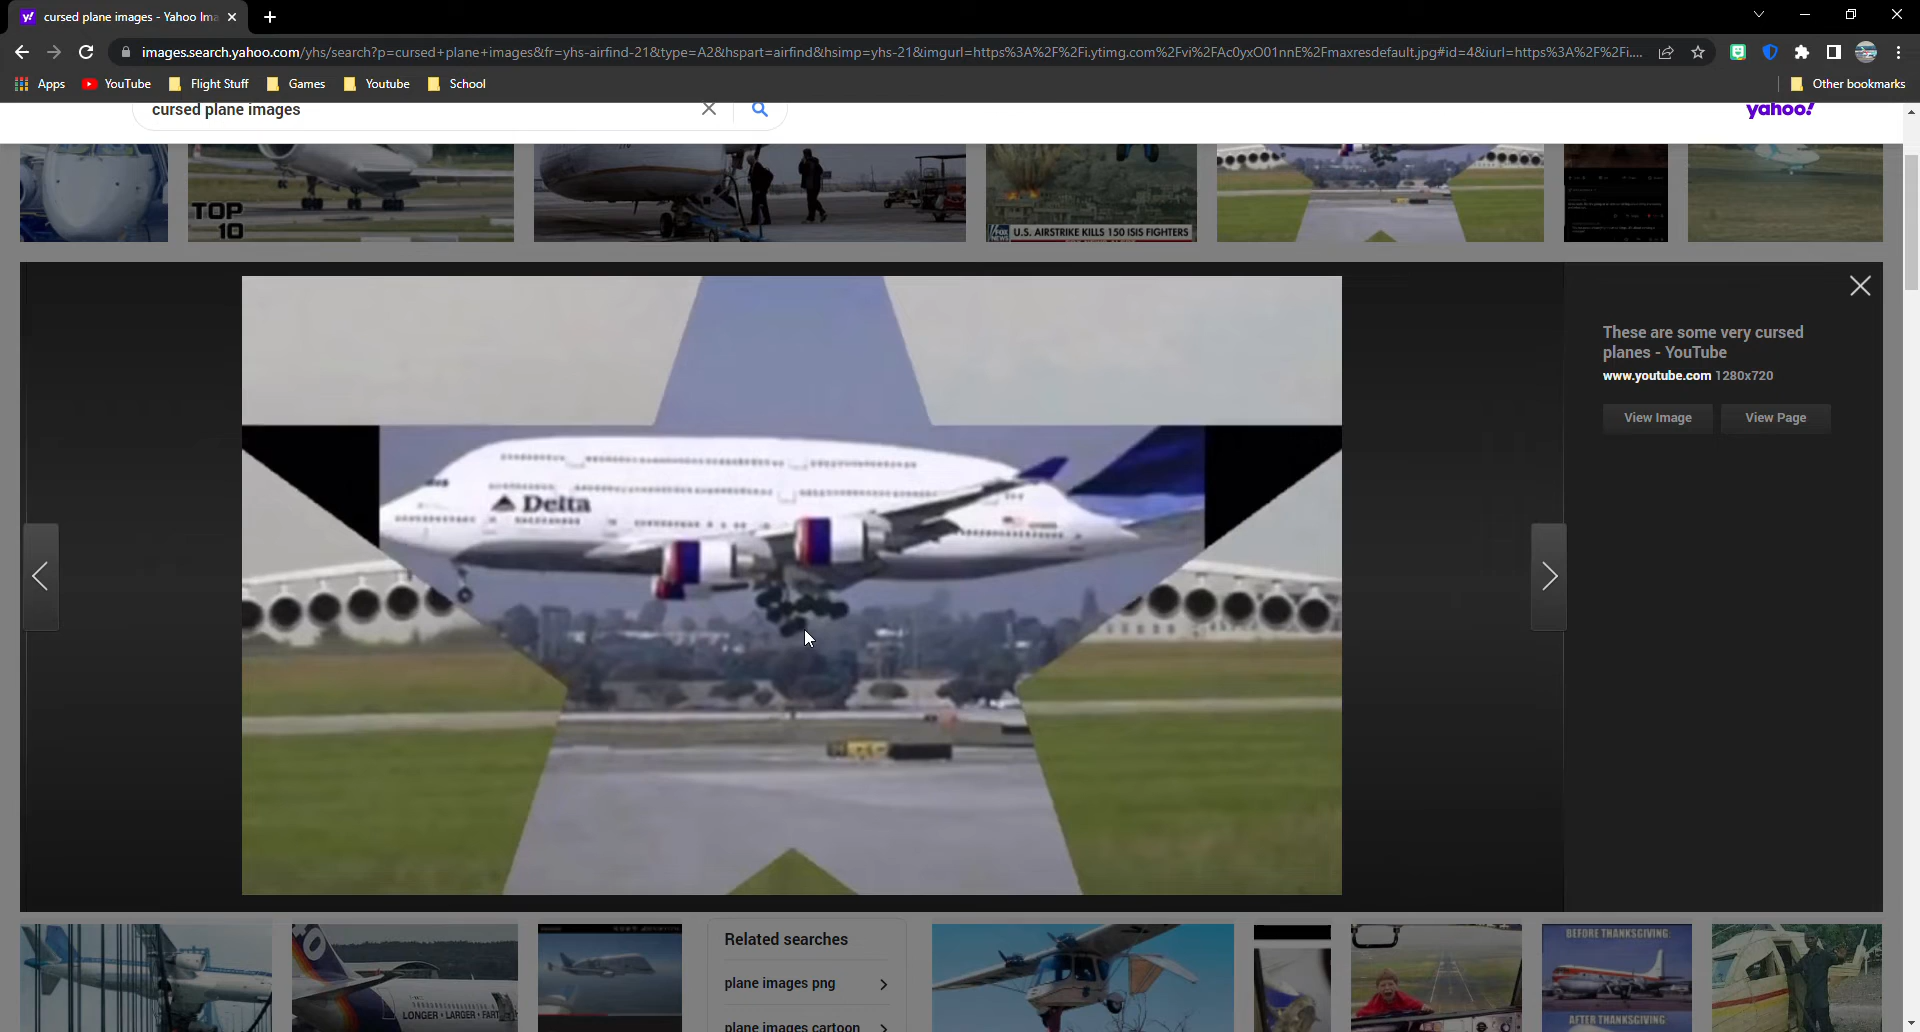 cursed plane images - Yahoo Ima
images.search.yahoo.com/yhs/search?p=cursed+plane+images&fr=yhs-airfind-21&type=A2&hspart=airfind&hsimp=yhs-21&imgurl=https%3A%2F%2Fi.ytimg.com%2Fvi%2FAc0yxO01nnE%2Fmaxresdefault.jpg#id=4&iurl=https%3A%2F%2Fi....
Apps YouTube Flight Stuff Games Youtube School Other bookmarks
cursed plane images
yahoo!
TOP
10
FOX
NEWS
U.S. AIRSTRIKE KILLS 150 ISIS FIGHTERS
Delta
These are some very cursed
planes - YouTube
www.youtube.com 1280x720
View Image View Page
LONGER • LARGER • FART
Related searches
plane images png
plane images cartoon
BEFORE THANKSGIVING:
AFTER THANKSGIVING